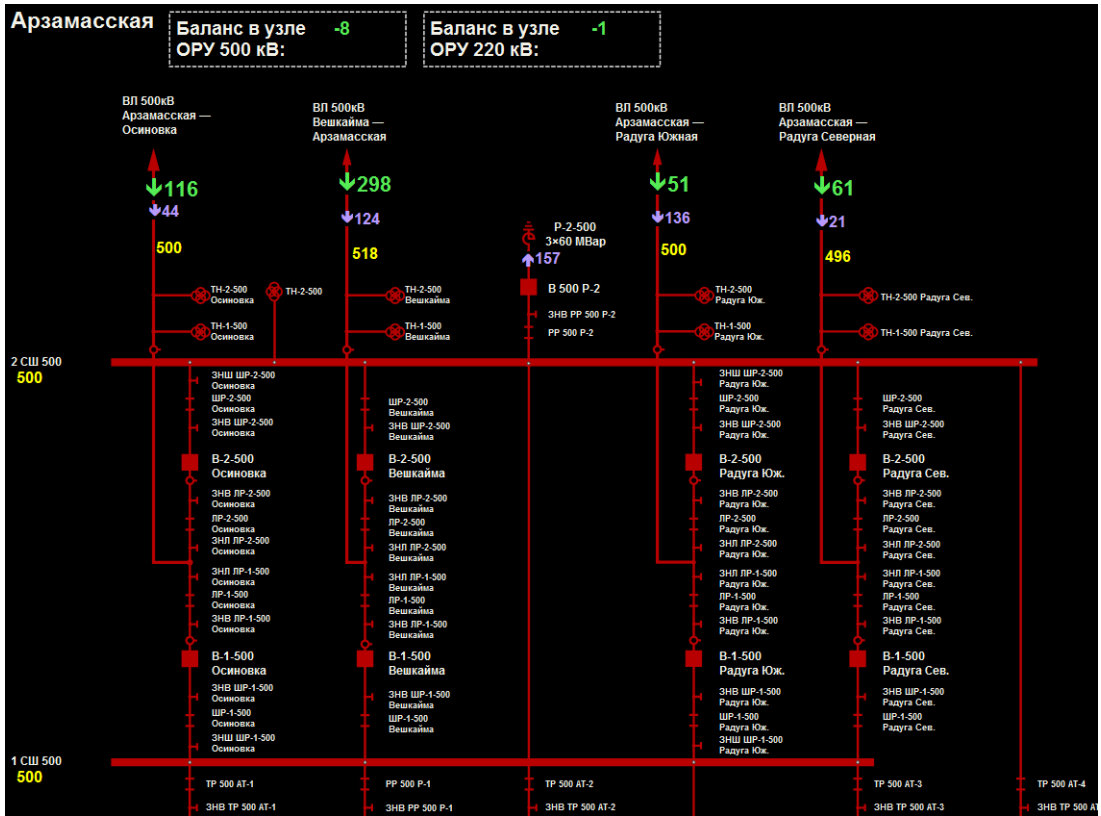 Арзамасская
Баланс в узле -8
ОРУ 500 кВ:
Баланс в узле -1
ОРУ 220 кВ:
ВЛ 500кВ
Арзамасская —
Осиновка
ВЛ 500кВ
Вешкайма —
Арзамасская
ВЛ 500кВ
Арзамасская —
Радуга Южная
ВЛ 500кВ
Арзамасская —
Радуга Северная
116
298
51
61
44
124
136
21
500
518
500
496
Р-2-500
3×60 МВар
157
В 500 Р-2
ЗНВ РР 500 Р-2
РР 500 Р-2
ТН-2-500
Осиновка
ТН-2-500
ТН-2-500
Вешкайма
ТН-2-500
Радуга Юж.
ТН-2-500 Радуга Сев.
ТН-1-500
Осиновка
ТН-1-500
Вешкайма
ТН-1-500
Радуга Юж.
ТН-1-500 Радуга Сев.
2 СШ 500
500
ЗНШ ШР-2-500
Осиновка
ШР-2-500
Осиновка
ЗНВ ШР-2-500
Осиновка
В-2-500
Осиновка
ЗНВ ЛР-2-500
Осиновка
ЛР-2-500
Осиновка
ЗНЛ ЛР-2-500
Осиновка
ЗНЛ ЛР-1-500
Осиновка
ЛР-1-500
Осиновка
ЗНВ ЛР-1-500
Осиновка
В-1-500
Осиновка
ЗНВ ШР-1-500
Осиновка
ШР-1-500
Осиновка
ЗНШ ШР-1-500
Осиновка
ШР-2-500
Вешкайма
ЗНВ ШР-2-500
Вешкайма
В-2-500
Вешкайма
ЗНВ ЛР-2-500
Вешкайма
ЛР-2-500
Вешкайма
ЗНЛ ЛР-2-500
Вешкайма
ЗНЛ ЛР-1-500
Вешкайма
ЛР-1-500
Вешкайма
ЗНВ ЛР-1-500
Вешкайма
В-1-500
Вешкайма
ЗНВ ШР-1-500
Вешкайма
ШР-1-500
Вешкайма
ЗНШ ШР-2-500
Радуга Юж.
ШР-2-500
Радуга Юж.
ЗНВ ШР-2-500
Радуга Юж.
В-2-500
Радуга Юж.
ЗНВ ЛР-2-500
Радуга Юж.
ЛР-2-500
Радуга Юж.
ЗНЛ ЛР-2-500
Радуга Юж.
ЗНЛ ЛР-1-500
Радуга Юж.
ЛР-1-500
Радуга Юж.
ЗНВ ЛР-1-500
Радуга Юж.
В-1-500
Радуга Юж.
ЗНВ ШР-1-500
Радуга Юж.
ШР-1-500
Радуга Юж.
ЗНШ ШР-1-500
Радуга Юж.
ШР-2-500
Радуга Сев.
ЗНВ ШР-2-500
Радуга Сев.
В-2-500
Радуга Сев.
ЗНВ ЛР-2-500
Радуга Сев.
ЛР-2-500
Радуга Сев.
ЗНЛ ЛР-2-500
Радуга Сев.
ЗНЛ ЛР-1-500
Радуга Сев.
ЛР-1-500
Радуга Сев.
ЗНВ ЛР-1-500
Радуга Сев.
В-1-500
Радуга Сев.
ЗНВ ШР-1-500
Радуга Сев.
ШР-1-500
Радуга Сев.
1 СШ 500
500
ТР 500 АТ-1
РР 500 Р-1
ТР 500 АТ-2
ТР 500 АТ-3
ТР 500 АТ-4
ЗНВ ТР 500 АТ-1
ЗНВ РР 500 Р-1
ЗНВ ТР 500 АТ-2
ЗНВ ТР 500 АТ-3
ЗНВ ТР 500